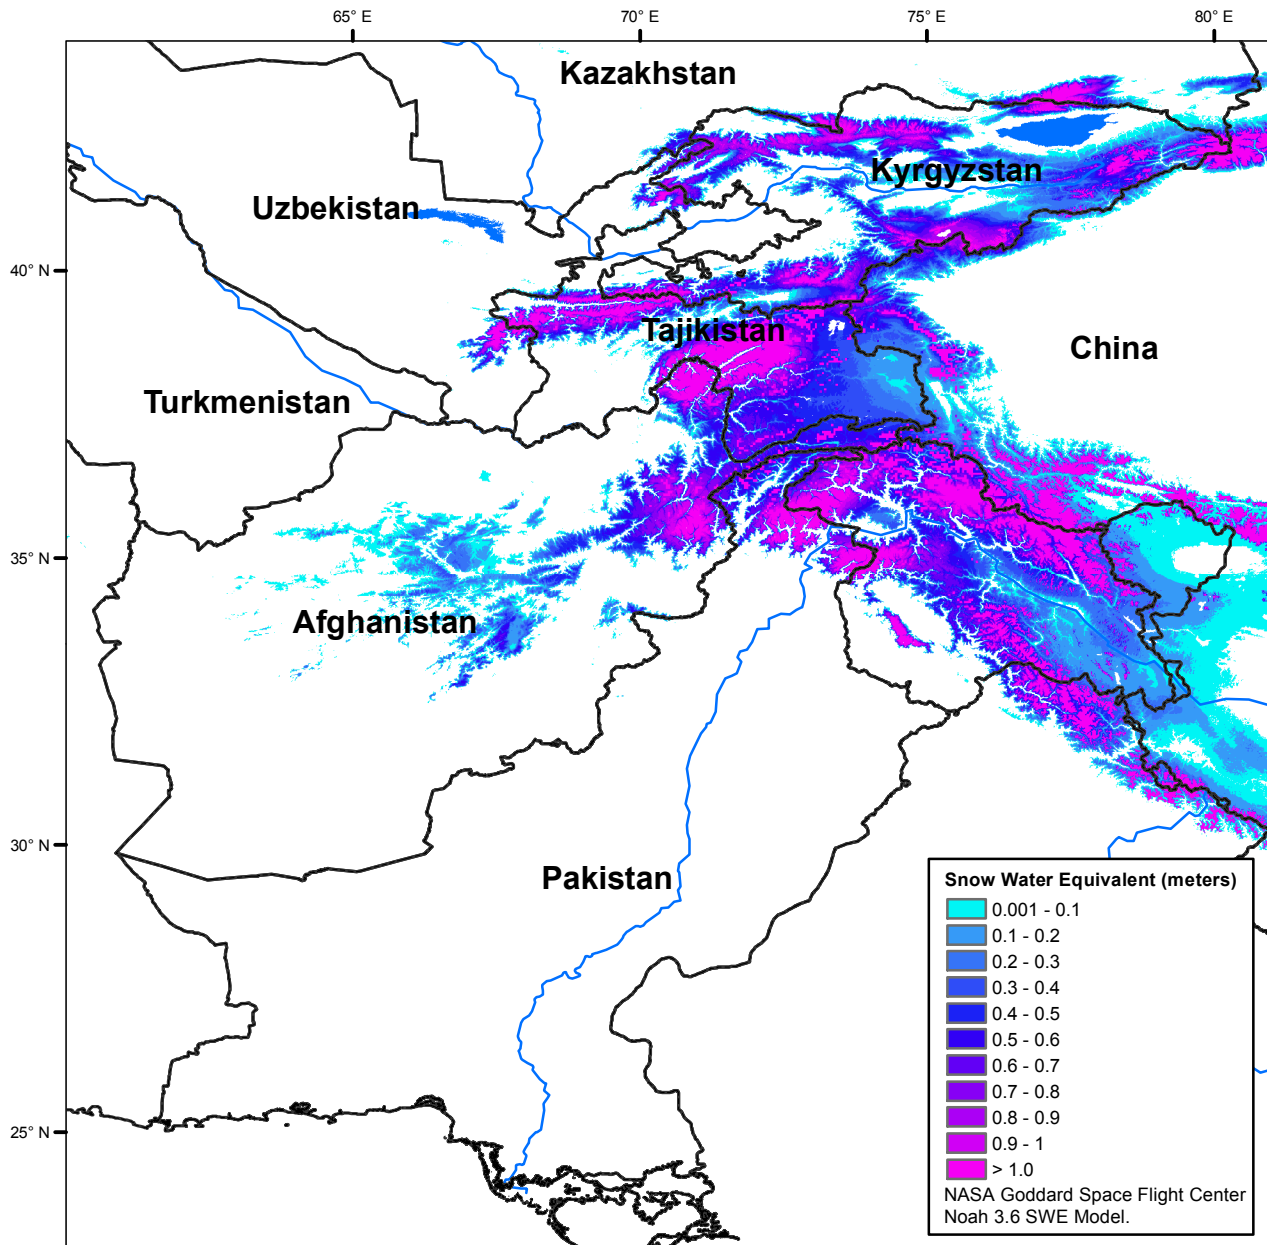 65° E
70° E
75° E
80° E
Kazakhstan
Kyrgyzstan
Uzbekistan
40° N
Tajikistan
China
Turkmenistan
35° N
Afghanistan
30° N
Pakistan
25° N
Snow Water Equivalent (meters)
0.001 - 0.1
0.1 - 0.2
0.2 - 0.3
0.3 - 0.4
0.4 - 0.5
0.5 - 0.6
0.6 - 0.7
0.7 - 0.8
0.8 - 0.9
0.9 - 1
> 1.0
NASA Goddard Space Flight Center
Noah 3.6 SWE Model.